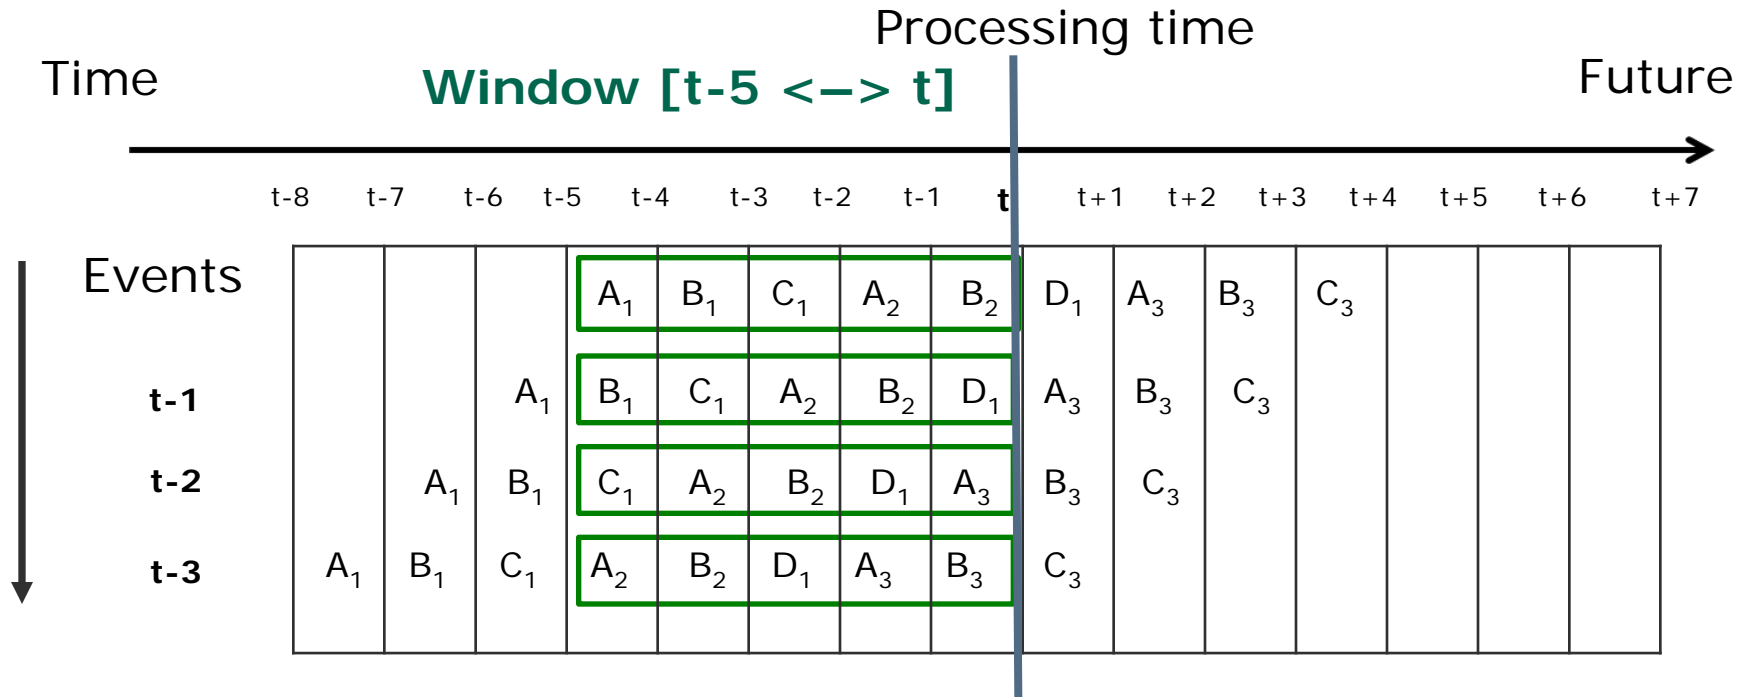 Processing time
Time Window [t-5 <–> t] Future
t-8 t-7 t-6 t-5 t-4 t-3 t-2 t-1 t t+1 t+2 t+3 t+4 t+5 t+6 t+7
Events A₁ B₁ C₁ A₂ B₂ D₁ A₃ B₃ C₃
t-1 A₁ B₁ C₁ A₂ B₂ D₁ A₃ B₃ C₃
t-2 A₁ B₁ C₁ A₂ B₂ D₁ A₃ B₃ C₃
t-3 A₁ B₁ C₁ A₂ B₂ D₁ A₃ B₃ C₃